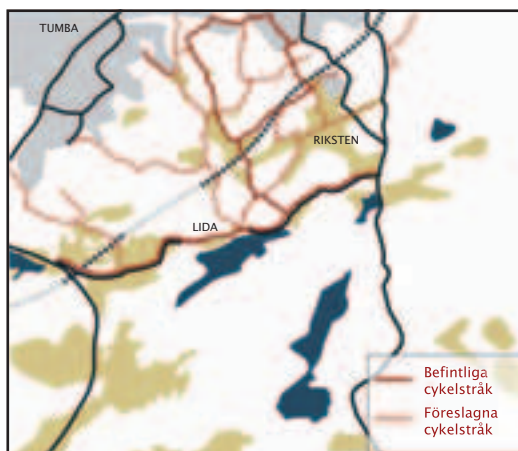 TUMBA
RIKSTEN
LIDA
Befintliga
cykelstråk
Föreslagna
cykelstråk